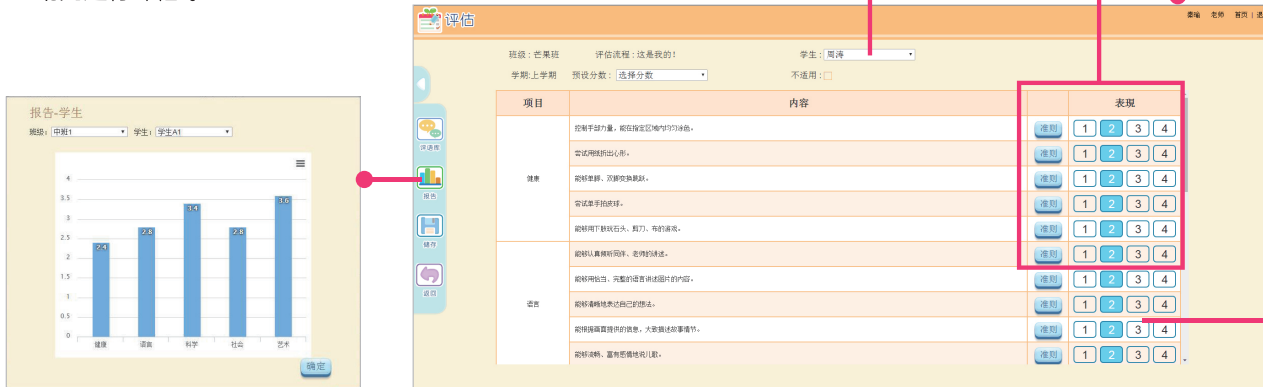 报告-学生
班级：中班1 学生：学生A1
4
3.5
3
2.5
2
1.5
1
0.5
0
2.4 2.8 3.4 2.8 3.6
健康 语言 科学 社会 艺术
确定
评估
老师 首页 | 退
班级：芒果班 评估流程：这是我的！ 学生：周涛
学期:上学期 预设分数：选择分数 不适用：
评语库
报告
储存
返回
项目 内容 表現
健康
控制手部力量，能在指定区域内均匀涂色。 准则 1 2 3 4
尝试用纸折出心形。 准则 1 2 3 4
能够单脚、双脚变换跳跃。 准则 1 2 3 4
尝试单手拍皮球。 准则 1 2 3 4
能够用下肢玩石头、剪刀、布的游戏。 准则 1 2 3 4
语言
能够认真倾听同伴、老师的讲述。 准则 1 2 3 4
能够用恰当、完整的语言讲述图片的内容。 准则 1 2 3 4
能够清晰地表达自己的想法。 准则 1 2 3 4
能根据画面提供的信息，大致描述故事情节。 准则 1 2 3 4
能够流畅、富有感情地说儿歌。 准则 1 2 3 4